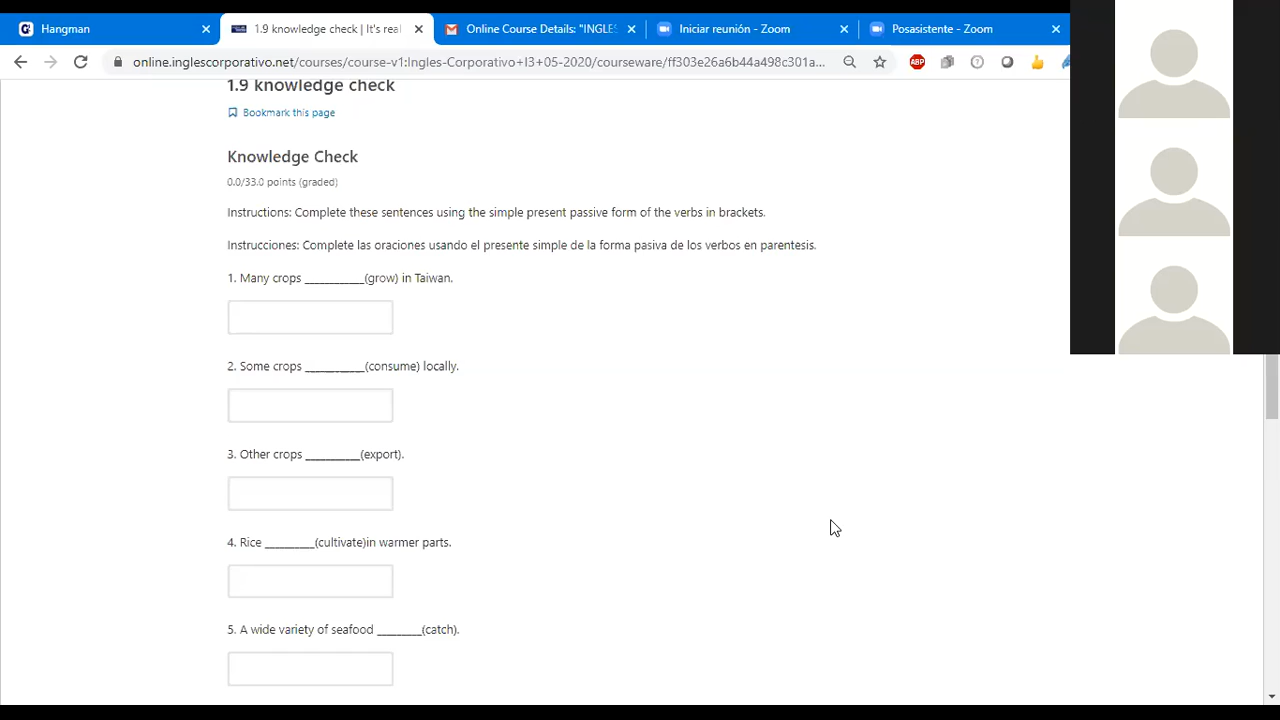 Hangman
1.9 knowledge check | It's real
Online Course Details: "INGLES
Iniciar reunión - Zoom
Posasistente - Zoom
online.inglescorporativo.net/courses/course-v1:Ingles-Corporativo+I3+05-2020/courseware/ff303e26a6b44a498c301a...
ABP
1.9 knowledge check
Bookmark this page
Knowledge Check
0.0/33.0 points (graded)
Instructions: Complete these sentences using the simple present passive form of the verbs in brackets.
Instrucciones: Complete las oraciones usando el presente simple de la forma pasiva de los verbos en parentesis.
1. Many crops ___________(grow) in Taiwan.
2. Some crops ___________(consume) locally.
3. Other crops __________(export).
4. Rice _________(cultivate)in warmer parts.
5. A wide variety of seafood ________(catch).